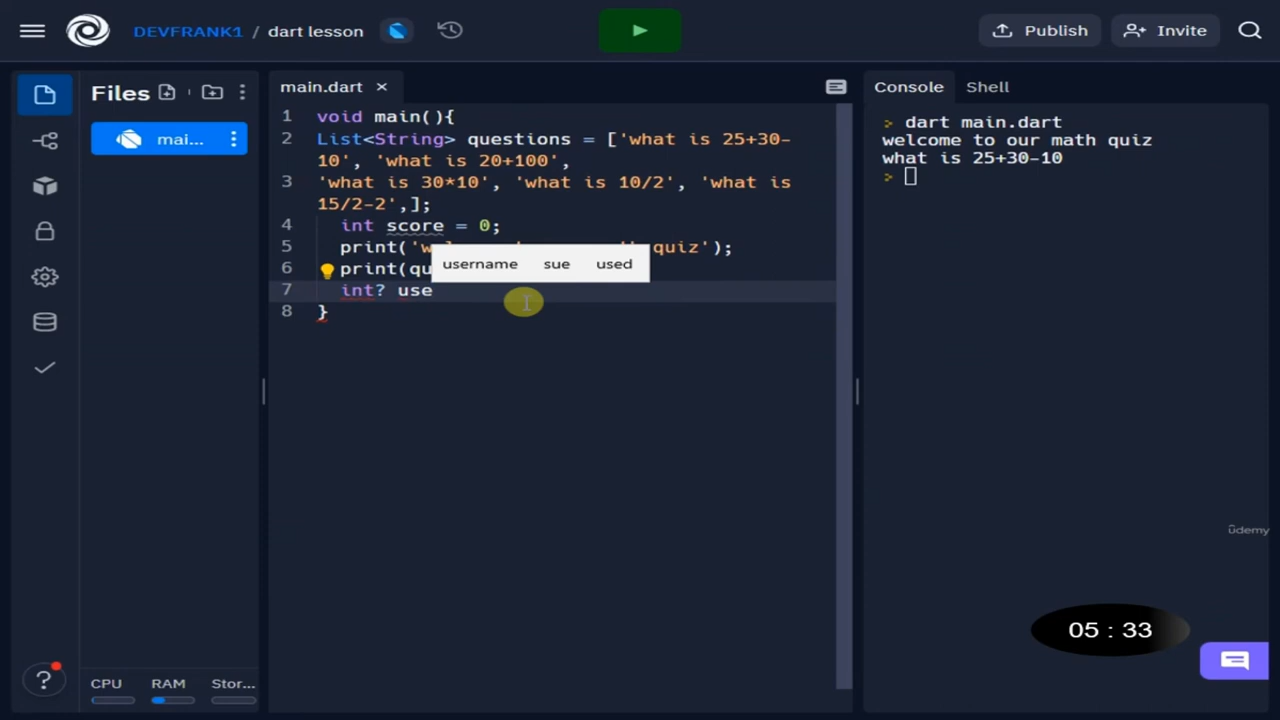 DEVFRANK1 / dart lesson
Publish
Invite
Files
mai...
main.dart ×
Console
Shell
1 void main(){
2 List<String> questions = ['what is 25+30-
10', 'what is 20+100',
3 'what is 30*10', 'what is 10/2', 'what is
15/2-2',];
4 int score = 0;
5 print('w quiz');
6 print(qu
username sue used
7 int? use
8 }
> dart main.dart
welcome to our math quiz
what is 25+30-10
>
ûdemy
05 : 33
?
CPU RAM Stor...